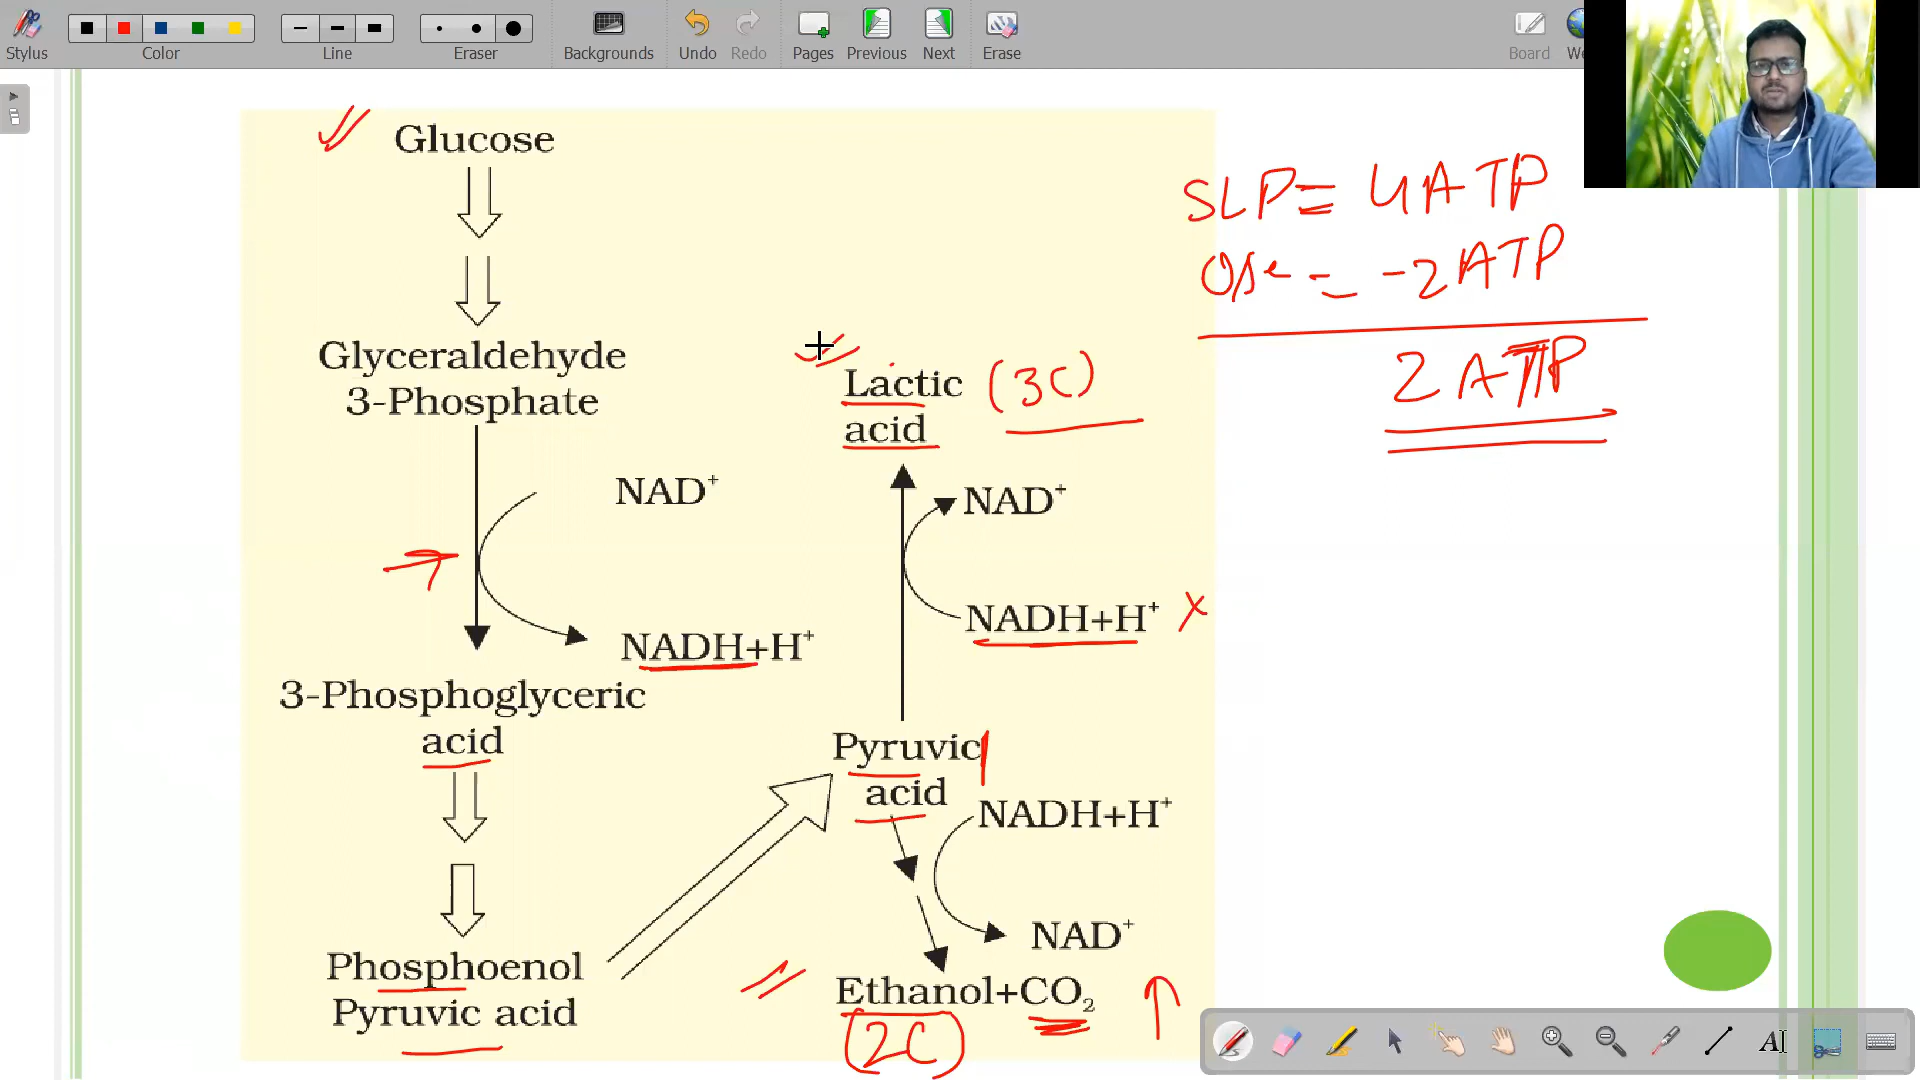 Stylus
Color
Line
Eraser
Backgrounds
Undo
Redo
Pages
Previous
Next
Erase
Board
Glucose
Glyceraldehyde
3-Phosphate
NAD⁺
NADH+H⁺
3-Phosphoglyceric
acid
Phosphoenol
Pyruvic acid
Lactic (3C)
acid
NAD⁺
NADH+H⁺ x
Pyruvic
acid
NADH+H⁺
NAD⁺
Ethanol+CO₂
(2C)
SLP = 4ATP
= -2ATP
2 ATP